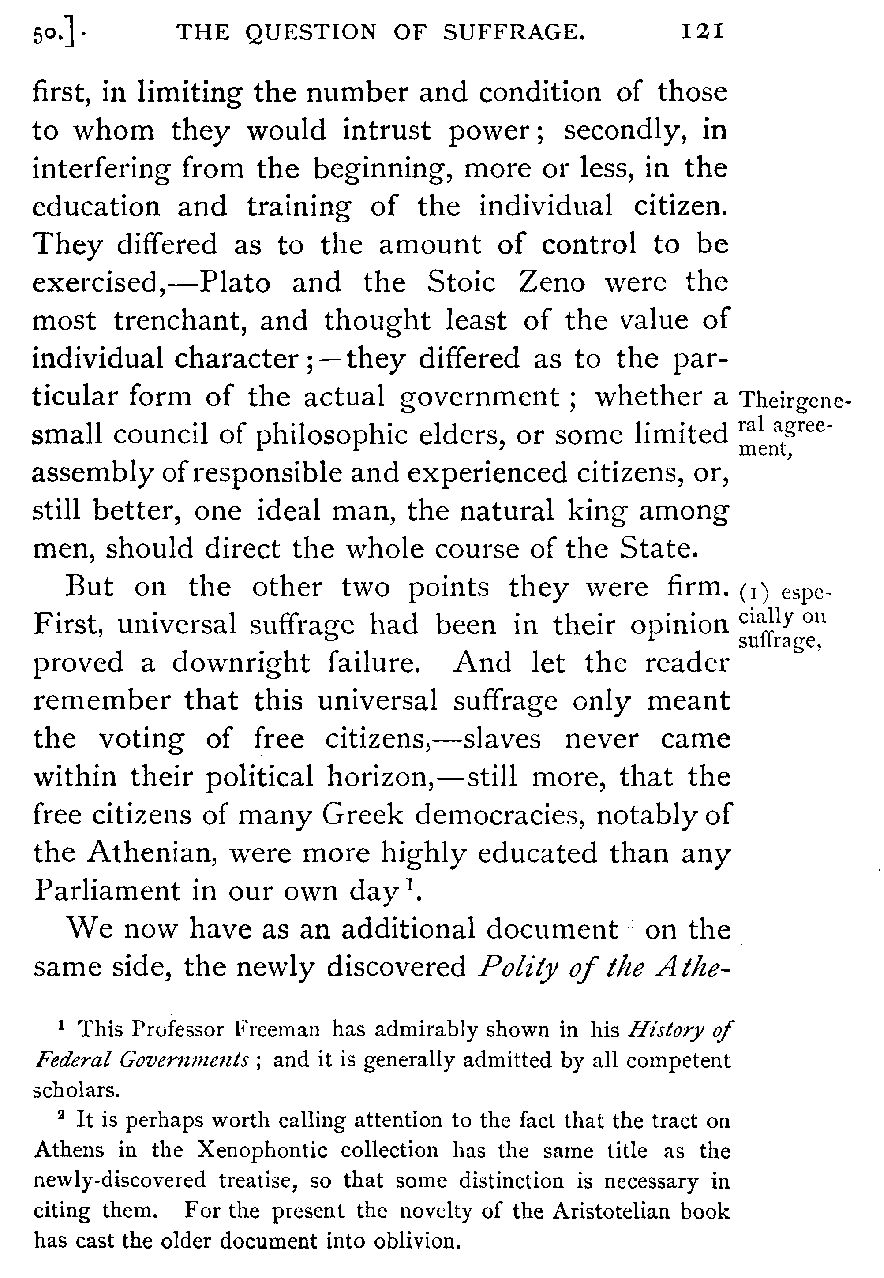 50.] · THE QUESTION OF SUFFRAGE. 121
first, in limiting the number and condition of those
to whom they would intrust power ; secondly, in
interfering from the beginning, more or less, in the
education and training of the individual citizen.
They differed as to the amount of control to be
exercised,—Plato and the Stoic Zeno were the
most trenchant, and thought least of the value of
individual character ;—they differed as to the par-
ticular form of the actual government ; whether a
small council of philosophic elders, or some limited
assembly of responsible and experienced citizens, or,
still better, one ideal man, the natural king among
men, should direct the whole course of the State.
Their gene-
ral agree-
ment,
But on the other two points they were firm.
First, universal suffrage had been in their opinion
proved a downright failure. And let the reader
remember that this universal suffrage only meant
the voting of free citizens,—slaves never came
within their political horizon,—still more, that the
free citizens of many Greek democracies, notably of
the Athenian, were more highly educated than any
Parliament in our own day ¹.
(1) espe-
cially on
suffrage,
We now have as an additional document on the
same side, the newly discovered Polity of the Athe-
¹ This Professor Freeman has admirably shown in his History of
Federal Governments ; and it is generally admitted by all competent
scholars.
² It is perhaps worth calling attention to the fact that the tract on
Athens in the Xenophontic collection has the same title as the
newly-discovered treatise, so that some distinction is necessary in
citing them. For the present the novelty of the Aristotelian book
has cast the older document into oblivion.